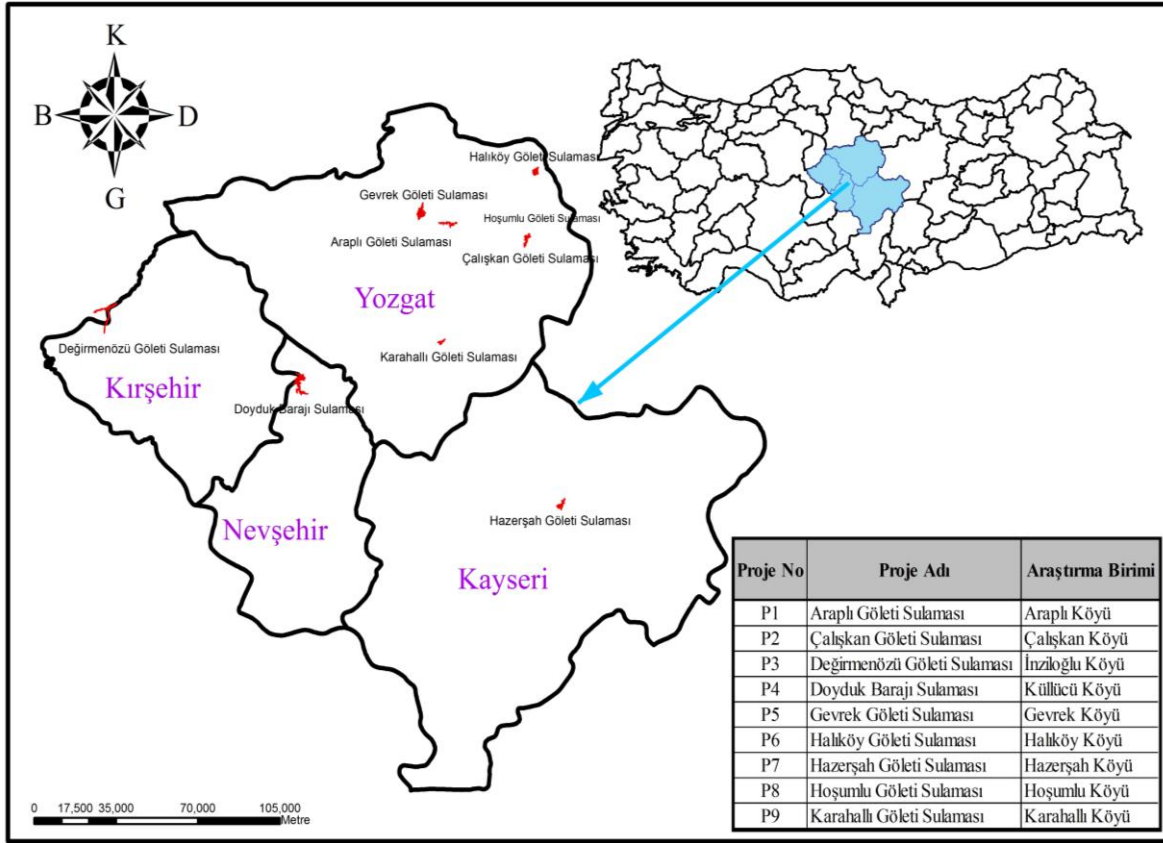 K
B D
G
Halıköy Göleti Sulaması
Gevrek Göleti Sulaması
Hoşumlu Göleti Sulaması
Araplı Göleti Sulaması
Çalışkan Göleti Sulaması
Yozgat
Değirmenözü Göleti Sulaması
Karahallı Göleti Sulaması
Kırşehir
Doyduk Barajı Sulaması
Hazerşah Göleti Sulaması
Nevşehir
Kayseri
Proje No Proje Adı Araştırma Birimi
P1 Araplı Göleti Sulaması Araplı Köyü
P2 Çalışkan Göleti Sulaması Çalışkan Köyü
P3 Değirmenözü Göleti Sulaması İnziloğlu Köyü
P4 Doyduk Barajı Sulaması Küllücü Köyü
P5 Gevrek Göleti Sulaması Gevrek Köyü
P6 Halıköy Göleti Sulaması Halıköy Köyü
P7 Hazerşah Göleti Sulaması Hazerşah Köyü
P8 Hoşumlu Göleti Sulaması Hoşumlu Köyü
P9 Karahallı Göleti Sulaması Karahallı Köyü
0 17,500 35,000 70,000 105,000
Metre